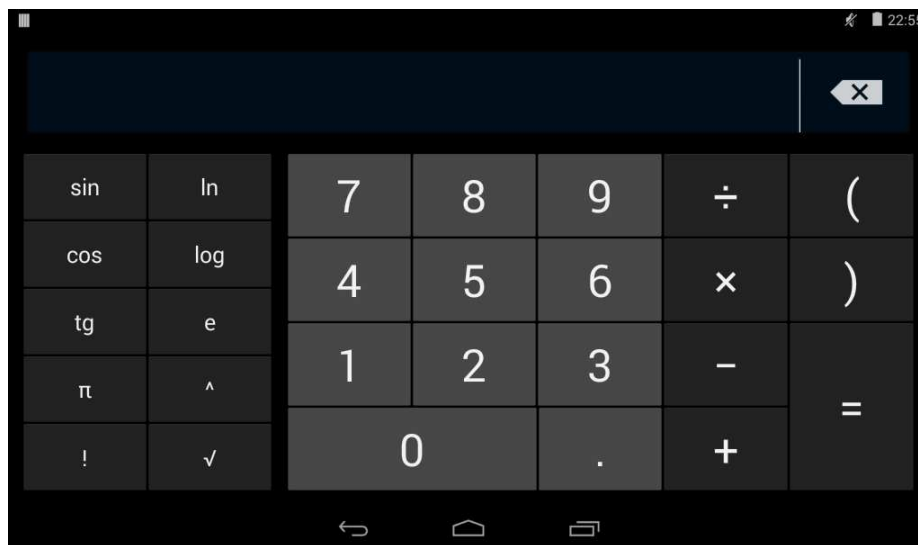 22:55
sin ln 7 8 9 ÷ (
cos log 4 5 6 × )
tg e 1 2 3 −
π ^ =
! √ 0 . +